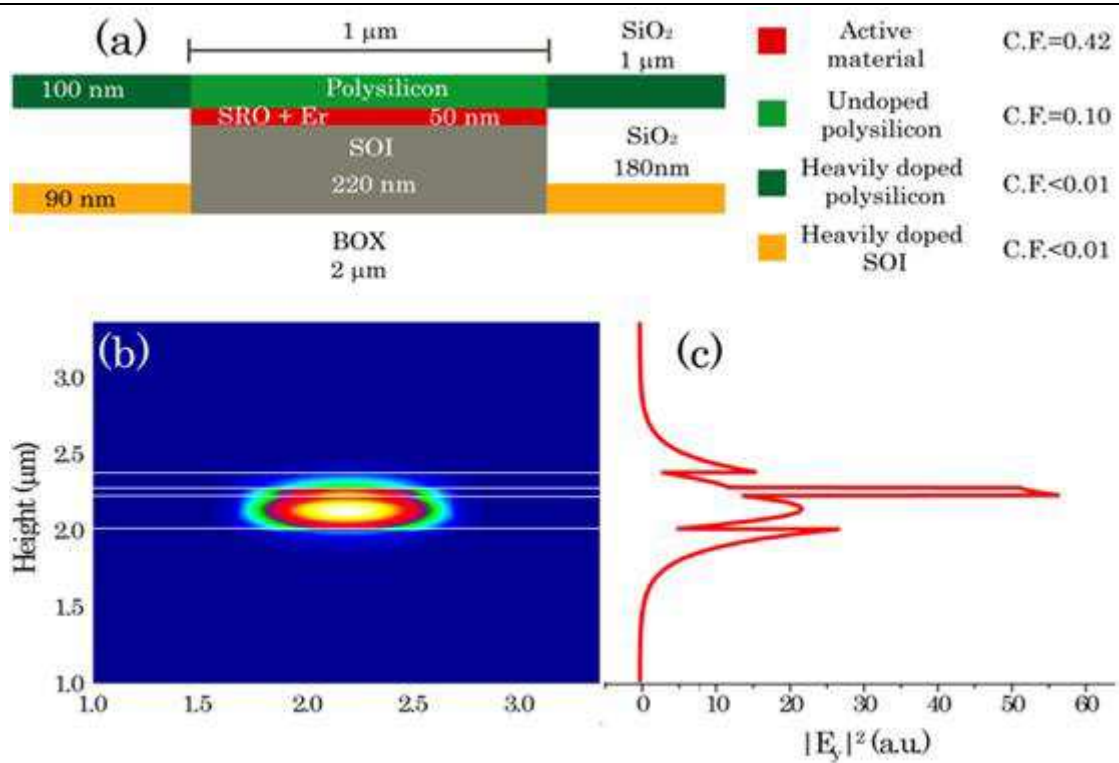 (a)
1 µm
SiO₂
1 µm
100 nm
Polysilicon
SRO + Er
50 nm
SOI
220 nm
SiO₂
180nm
90 nm
BOX
2 µm
Active
material
C.F.=0.42
Undoped
polysilicon
C.F.=0.10
Heavily doped
polysilicon
C.F.<0.01
Heavily doped
SOI
C.F.<0.01
(b)
Height (µm)
3.0
2.5
2.0
1.5
1.0
1.0 1.5 2.0 2.5 3.0
(c)
0 10 20 30 40 50 60
|Eᵧ|² (a.u.)